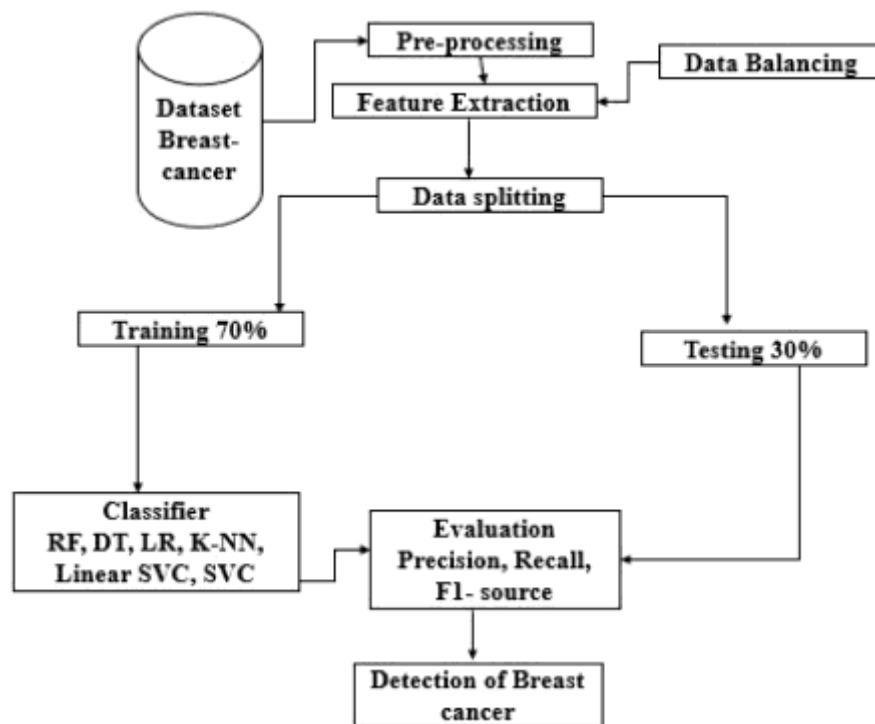 Dataset
Breast-
cancer
Pre-processing
Data Balancing
Feature Extraction
Data splitting
Training 70%
Testing 30%
Classifier
RF, DT, LR, K-NN,
Linear SVC, SVC
Evaluation
Precision, Recall,
F1- source
Detection of Breast
cancer